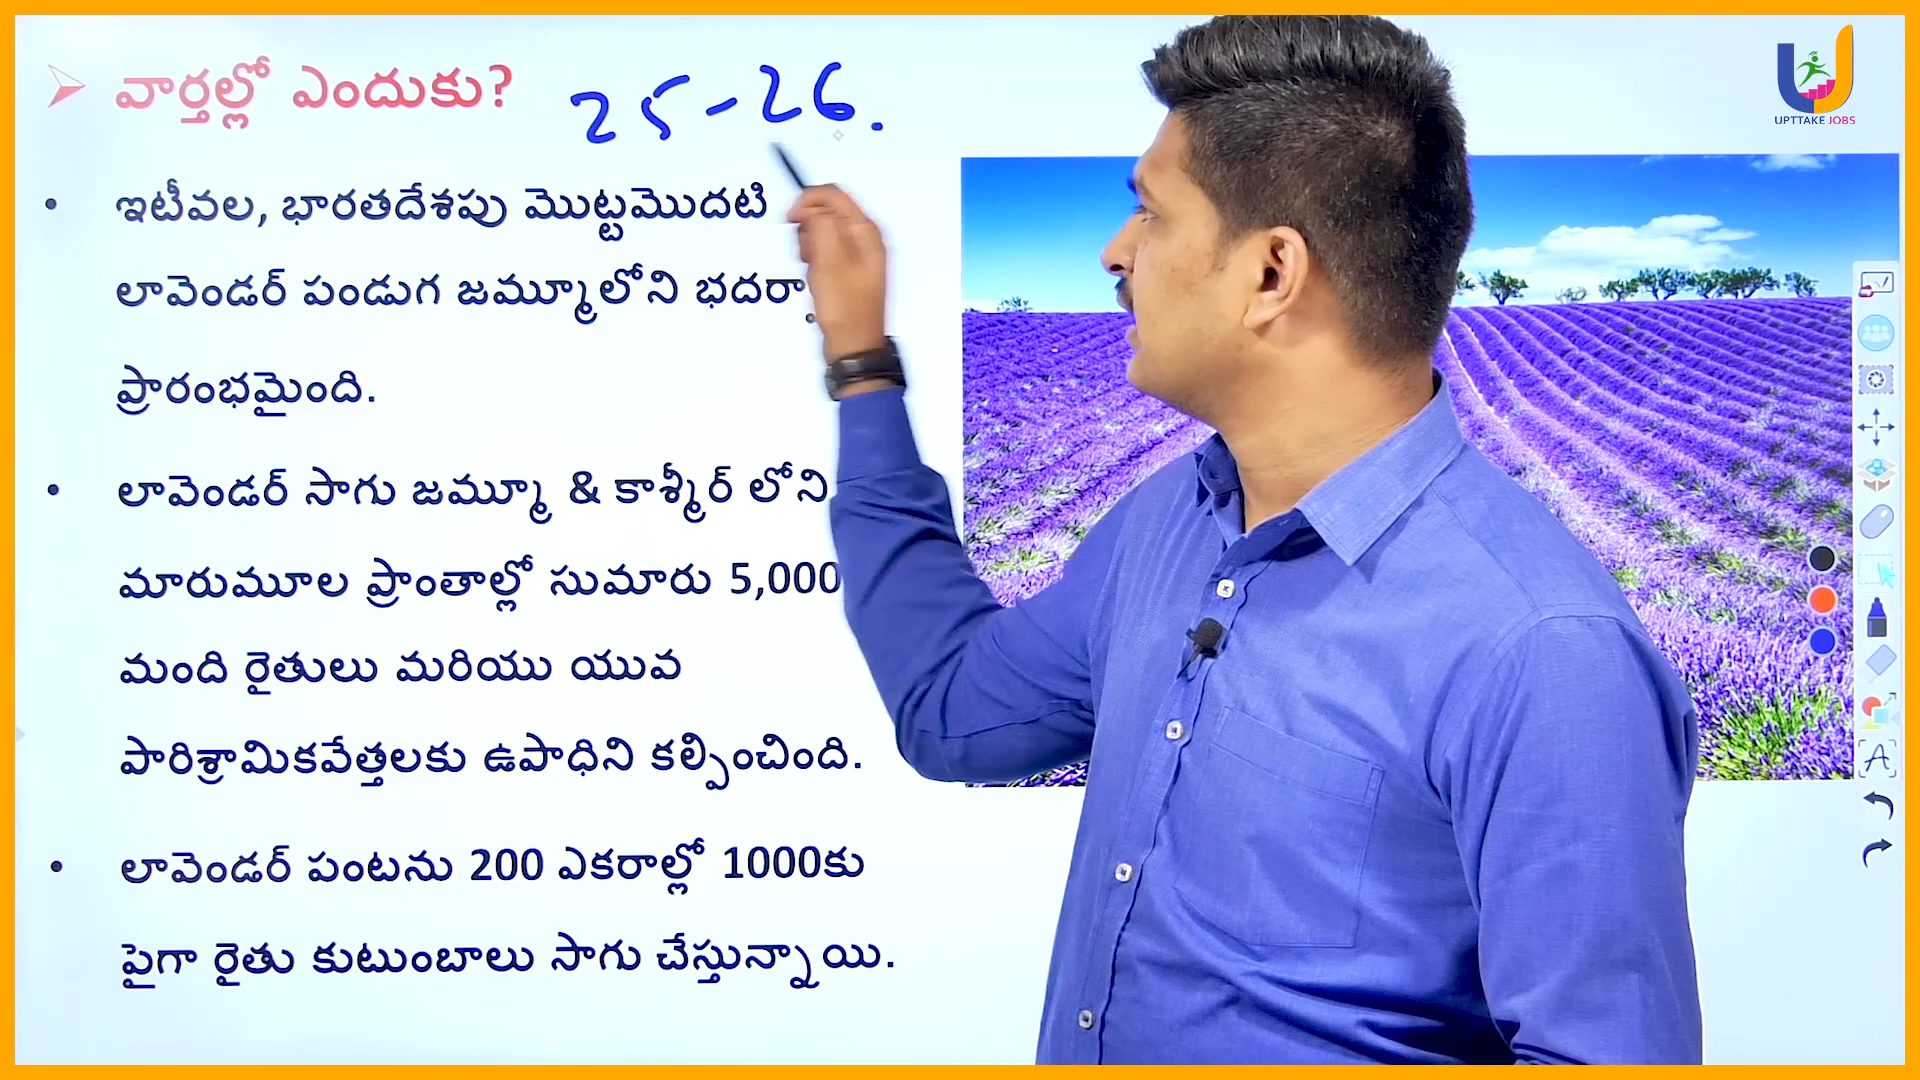 వార్తల్లో ఎందుకు?
25-26.
UPTTAKE JOBS
ఇటీవల, భారతదేశపు మొట్టమొదటి
లావెండర్ పండుగ జమ్మూలోని
ప్రారంభమైంది.
లావెండర్ సాగు జమ్మూ & కాశ్మీర్ లోని
మారుమూల ప్రాంతాల్లో సుమారు 5,000
మంది రైతులు మరియు యువ
పారిశ్రామికవేత్తలకు ఉపాధిని కల్పించింది.
లావెండర్ పంటను 200 ఎకరాల్లో 1000కు
పైగా రైతు కుటుంబాలు సాగు చేస్తున్నాయి.